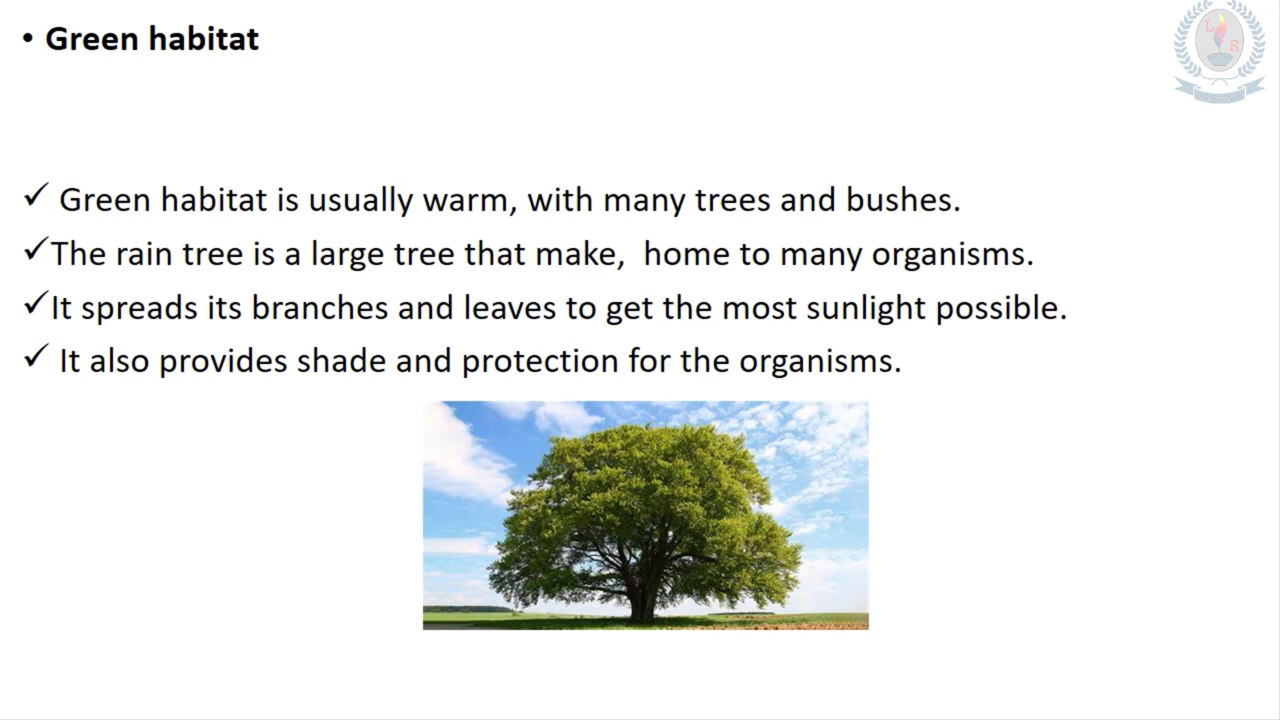 • Green habitat
L
S
✓ Green habitat is usually warm, with many trees and bushes.
✓The rain tree is a large tree that make,  home to many organisms.
✓It spreads its branches and leaves to get the most sunlight possible.
✓ It also provides shade and protection for the organisms.